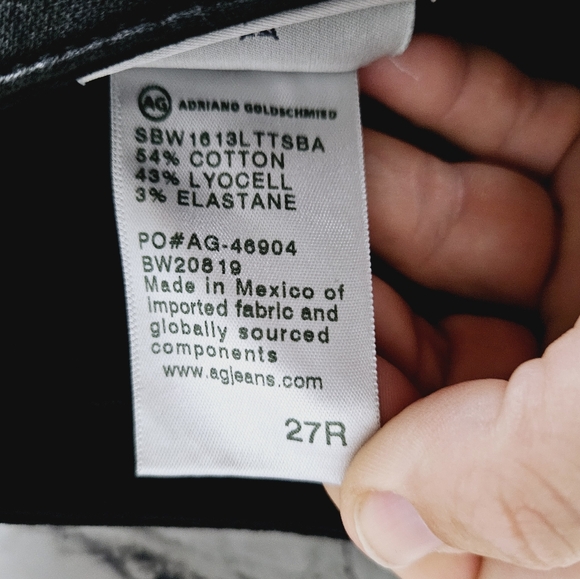 AG ADRIANO GOLDSCHMIED
SBW1613LTTSBA
54% COTTON
43% LYOCELL
3% ELASTANE
PO#AG-46904
BW20819
Made in Mexico of
imported fabric and
globally sourced
components
www.agjeans.com
27R